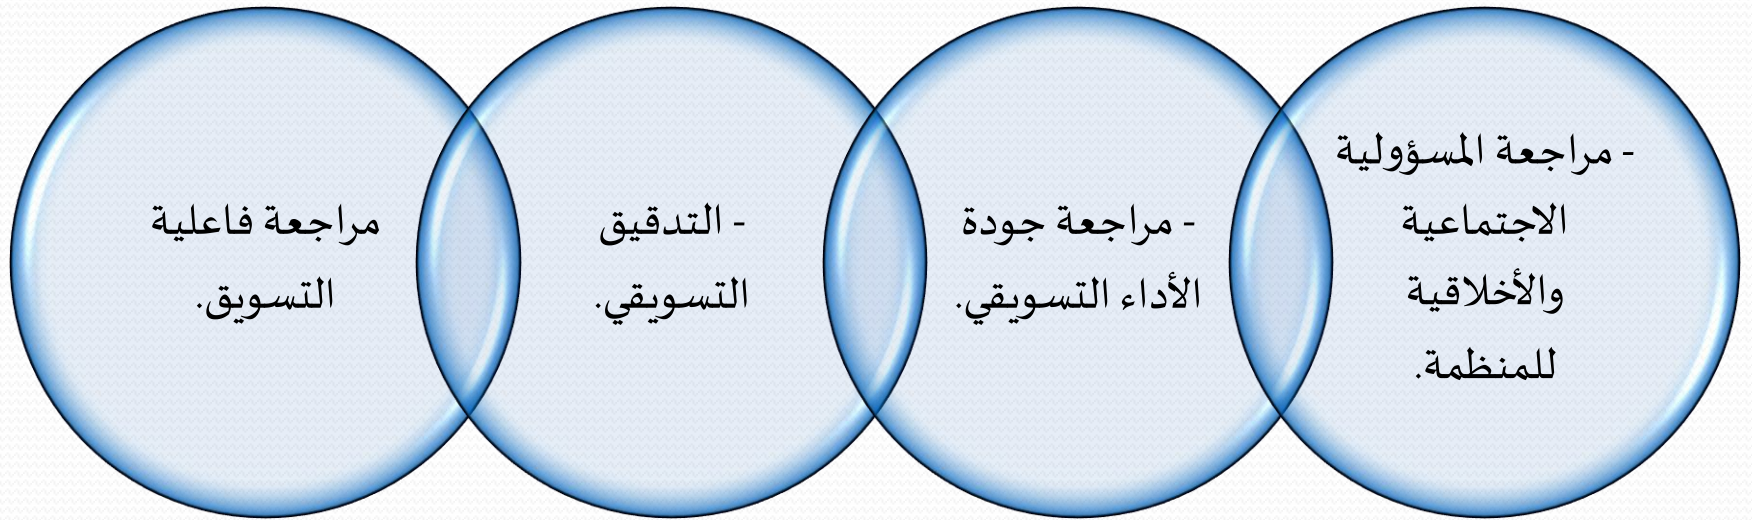 - مراجعة المسؤولية
الاجتماعية
والأخلاقية
للمنظمة.
- مراجعة جودة
الأداء التسويقي.
- التدقيق
التسويقي.
مراجعة فاعلية
التسويق.